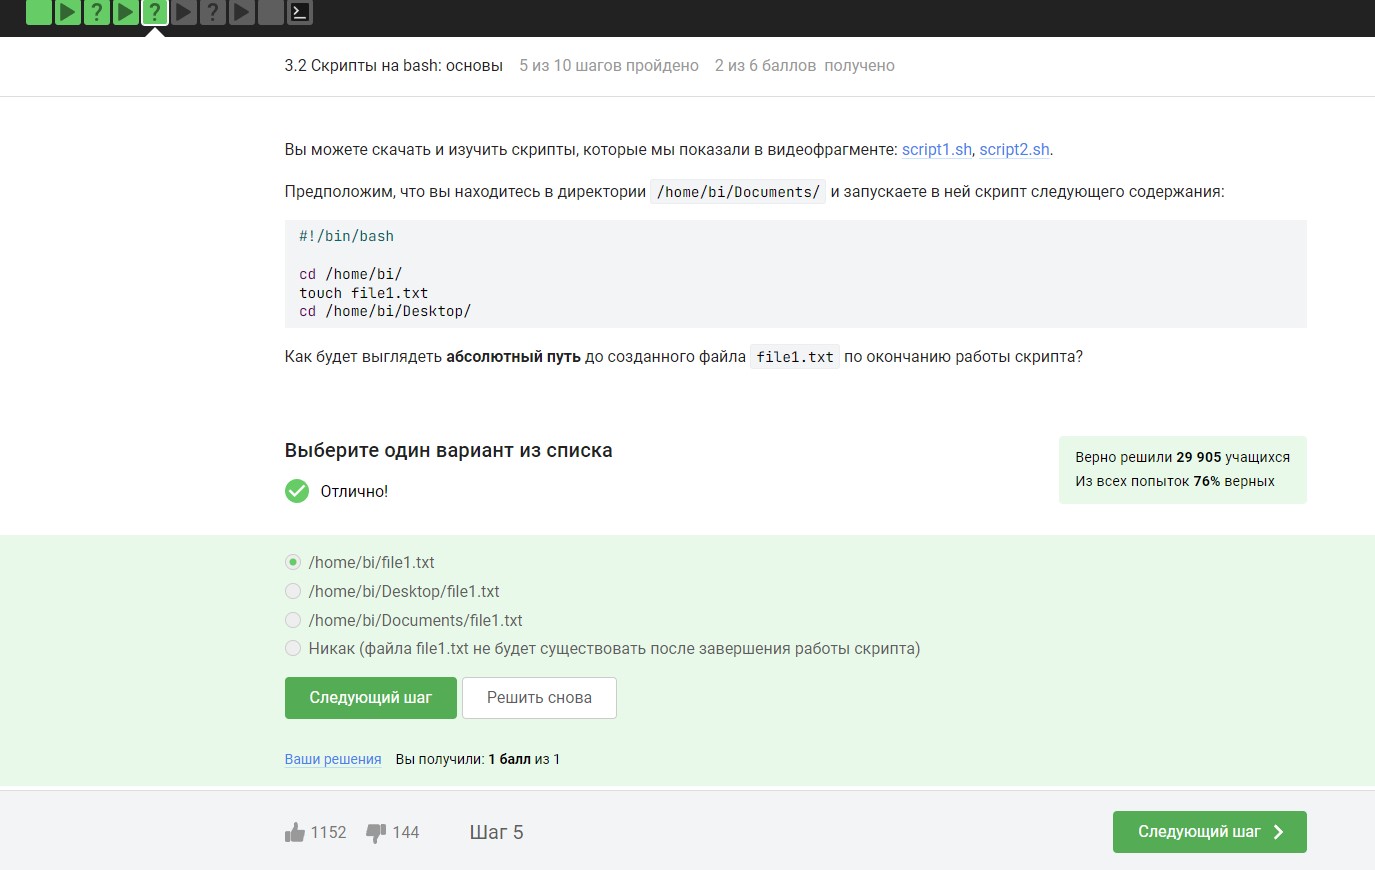 ? ? ?
3.2 Скрипты на bash: основы 5 из 10 шагов пройдено 2 из 6 баллов получено
Вы можете скачать и изучить скрипты, которые мы показали в видеофрагменте: script1.sh, script2.sh.
Предположим, что вы находитесь в директории /home/bi/Documents/ и запускаете в ней скрипт следующего содержания:
#!/bin/bash
cd /home/bi/
touch file1.txt
cd /home/bi/Desktop/
Как будет выглядеть абсолютный путь до созданного файла file1.txt по окончанию работы скрипта?
Выберите один вариант из списка
Отлично!
Верно решили 29 905 учащихся
Из всех попыток 76% верных
/home/bi/file1.txt
/home/bi/Desktop/file1.txt
/home/bi/Documents/file1.txt
Никак (файла file1.txt не будет существовать после завершения работы скрипта)
Следующий шаг Решить снова
Ваши решения Вы получили: 1 балл из 1
1152 144 Шаг 5 Следующий шаг